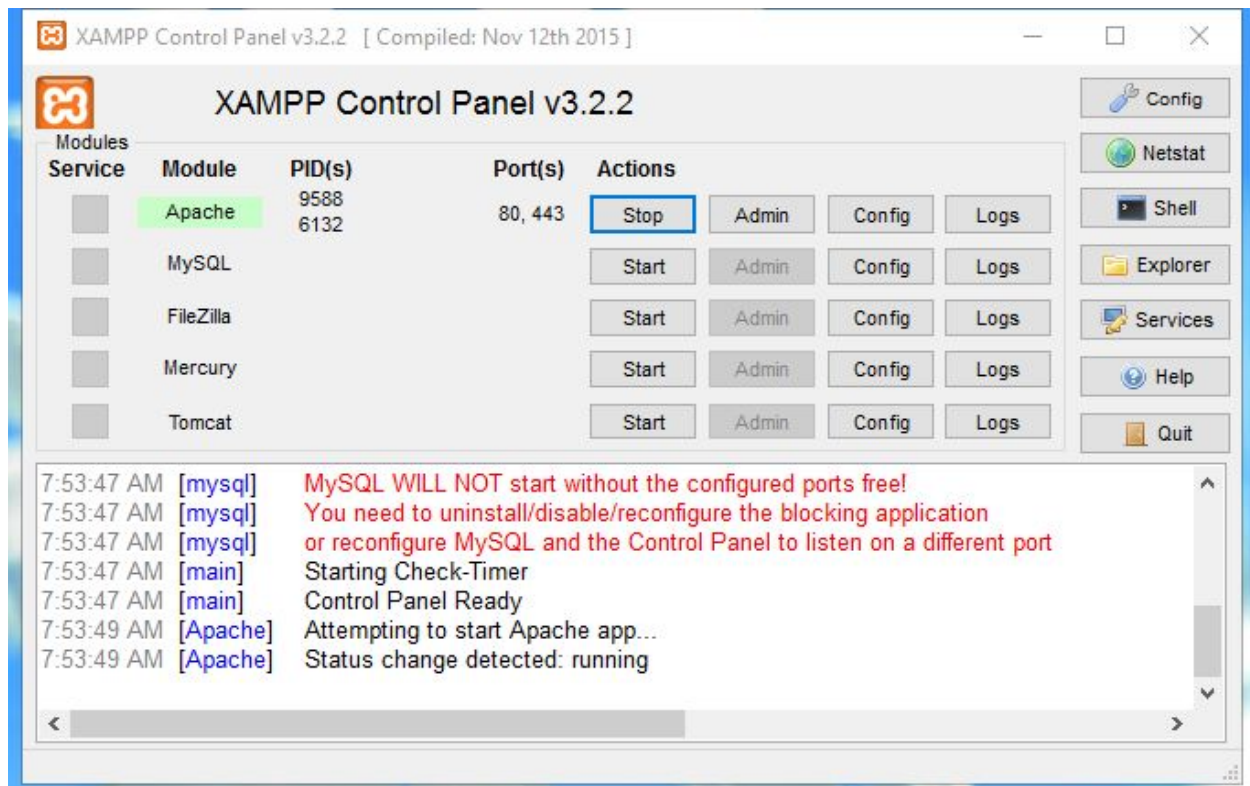 XAMPP Control Panel v3.2.2 [ Compiled: Nov 12th 2015 ]
XAMPP Control Panel v3.2.2
Modules
Service Module PID(s) Port(s) Actions
Apache 9588 6132 80, 443 Stop Admin Config Logs
MySQL Start Admin Config Logs
FileZilla Start Admin Config Logs
Mercury Start Admin Config Logs
Tomcat Start Admin Config Logs
Config
Netstat
Shell
Explorer
Services
Help
Quit
7:53:47 AM [mysql] MySQL WILL NOT start without the configured ports free!
7:53:47 AM [mysql] You need to uninstall/disable/reconfigure the blocking application
7:53:47 AM [mysql] or reconfigure MySQL and the Control Panel to listen on a different port
7:53:47 AM [main] Starting Check-Timer
7:53:47 AM [main] Control Panel Ready
7:53:49 AM [Apache] Attempting to start Apache app...
7:53:49 AM [Apache] Status change detected: running